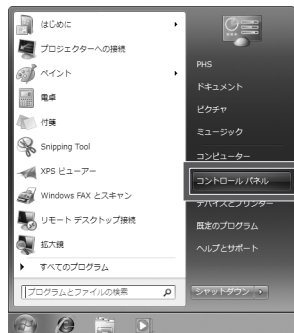 はじめに
プロジェクターへの接続
ペイント
電卓
付箋
Snipping Tool
XPS ビューアー
Windows FAX とスキャン
リモート デスクトップ接続
拡大鏡
すべてのプログラム
プログラムとファイルの検索
PHS
ドキュメント
ピクチャ
ミュージック
コンピューター
コントロール パネル
デバイスとプリンター
既定のプログラム
ヘルプとサポート
シャットダウン